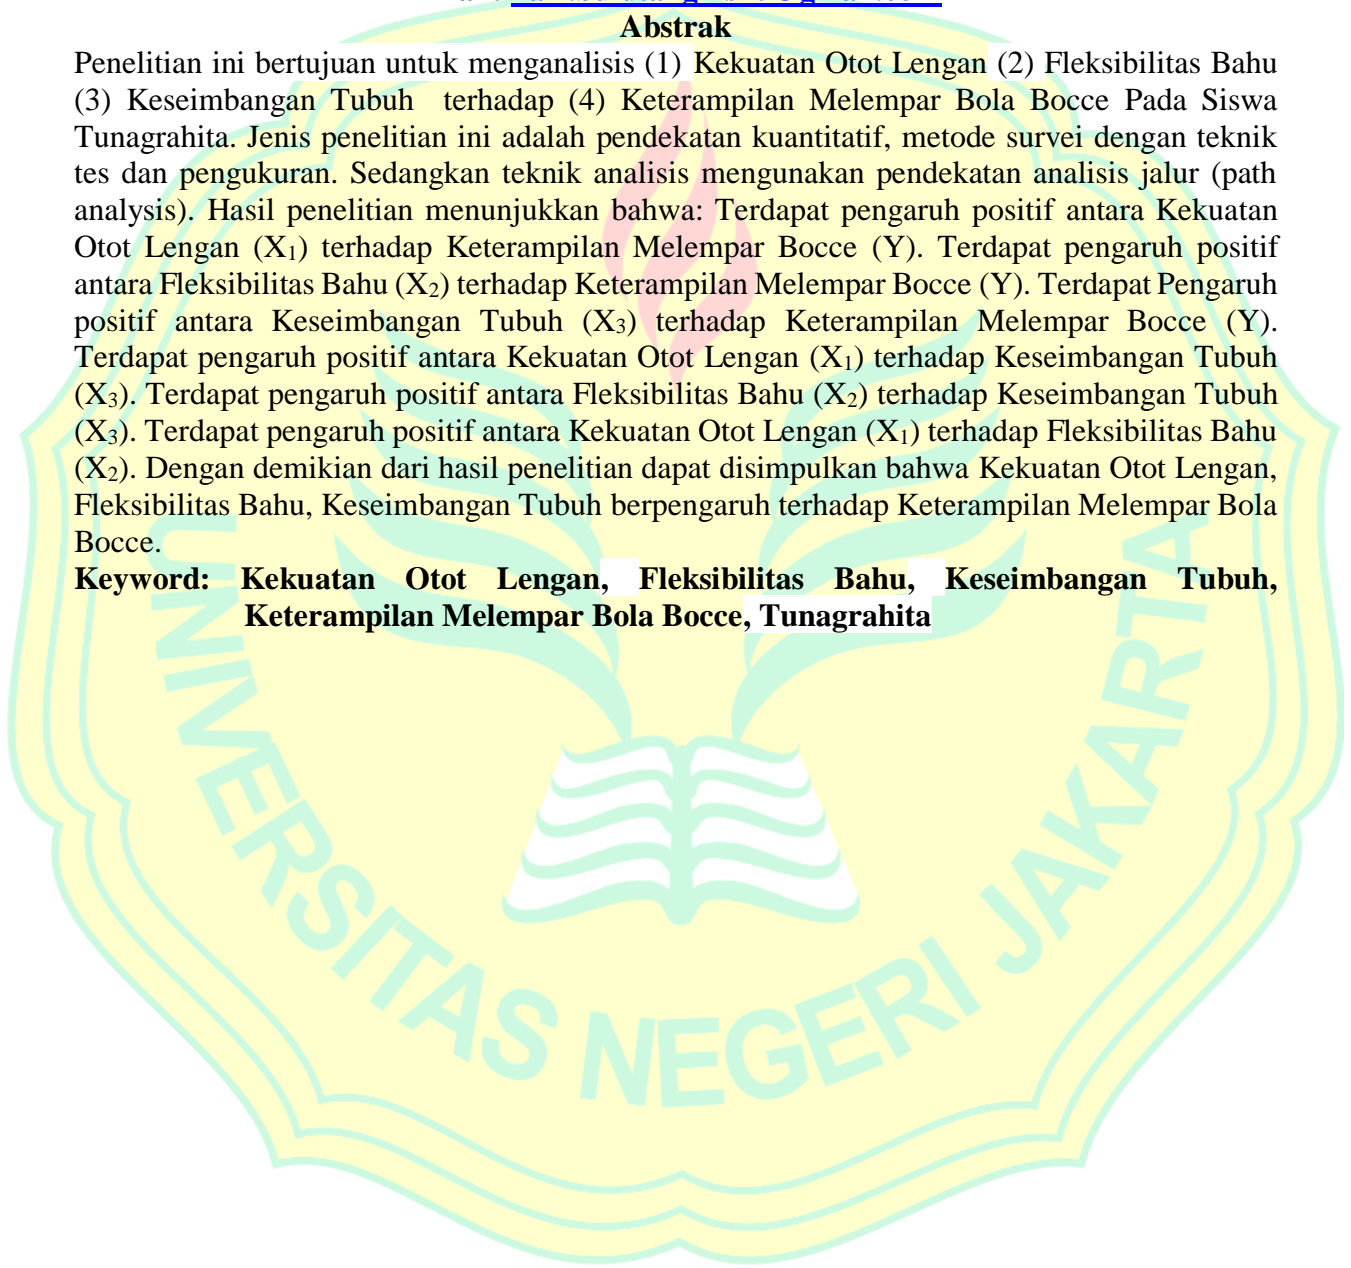 Abstrak
Penelitian ini bertujuan untuk menganalisis (1) Kekuatan Otot Lengan (2) Fleksibilitas Bahu
(3) Keseimbangan Tubuh terhadap (4) Keterampilan Melempar Bola Bocce Pada Siswa
Tunagrahita. Jenis penelitian ini adalah pendekatan kuantitatif, metode survei dengan teknik
tes dan pengukuran. Sedangkan teknik analisis mengunakan pendekatan analisis jalur (path
analysis). Hasil penelitian menunjukkan bahwa: Terdapat pengaruh positif antara Kekuatan
Otot Lengan (X₁) terhadap Keterampilan Melempar Bocce (Y). Terdapat pengaruh positif
antara Fleksibilitas Bahu (X₂) terhadap Keterampilan Melempar Bocce (Y). Terdapat Pengaruh
positif antara Keseimbangan Tubuh (X₃) terhadap Keterampilan Melempar Bocce (Y).
Terdapat pengaruh positif antara Kekuatan Otot Lengan (X₁) terhadap Keseimbangan Tubuh
(X₃). Terdapat pengaruh positif antara Fleksibilitas Bahu (X₂) terhadap Keseimbangan Tubuh
(X₃). Terdapat pengaruh positif antara Kekuatan Otot Lengan (X₁) terhadap Fleksibilitas Bahu
(X₂). Dengan demikian dari hasil penelitian dapat disimpulkan bahwa Kekuatan Otot Lengan,
Fleksibilitas Bahu, Keseimbangan Tubuh berpengaruh terhadap Keterampilan Melempar Bola
Bocce.
Keyword: Kekuatan Otot Lengan, Fleksibilitas Bahu, Keseimbangan Tubuh,
Keterampilan Melempar Bola Bocce, Tunagrahita
UNIVERSITAS NEGERI JAKARTA